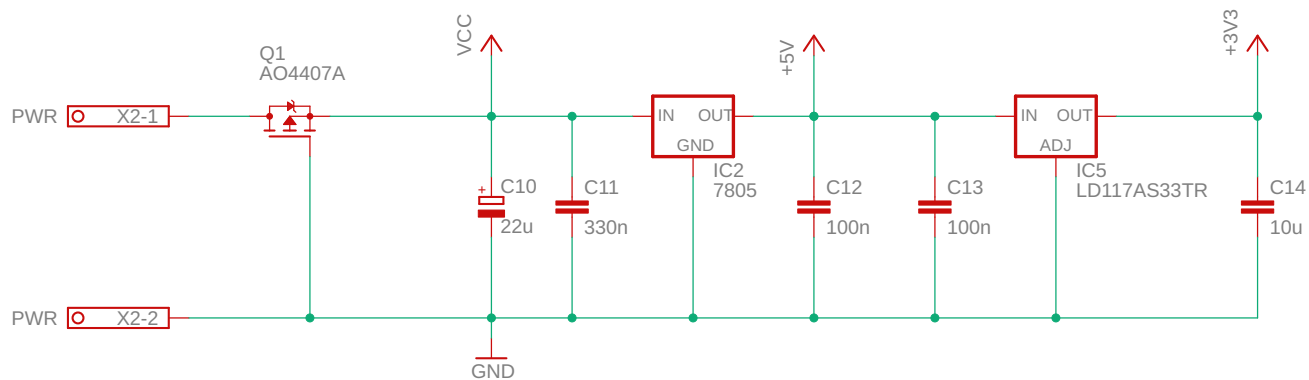 VCC
+5V
+3V3
Q1
AO4407A
PWR
X2-1
IN
OUT
GND
IC2
7805
IN
OUT
ADJ
IC5
LD117AS33TR
+
C10
22u
C11
330n
C12
100n
C13
100n
C14
10u
PWR
X2-2
GND